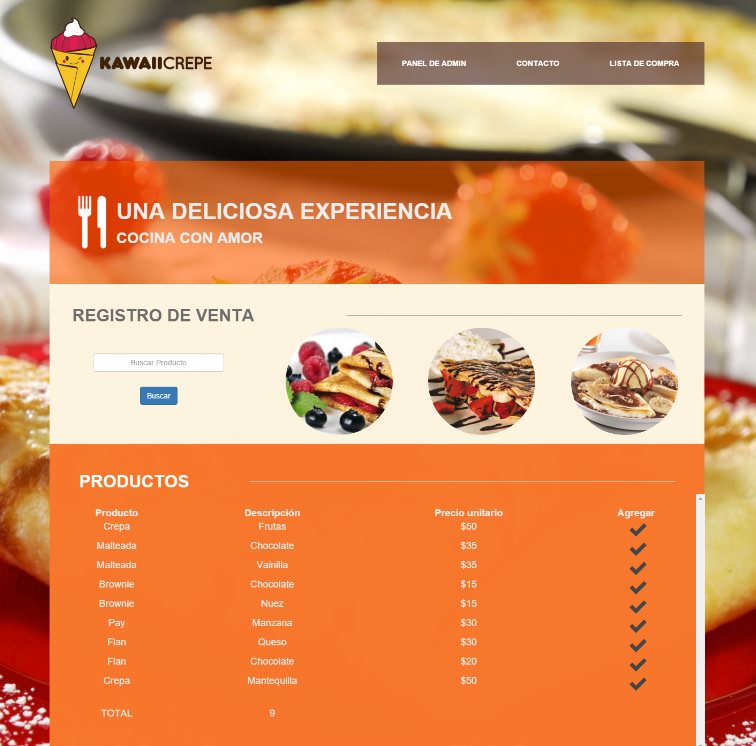 KAWAIICREPE
PANEL DE ADMIN CONTACTO LISTA DE COMPRA
UNA DELICIOSA EXPERIENCIA
COCINA CON AMOR
REGISTRO DE VENTA
Buscar Producto
Buscar
PRODUCTOS
Producto Descripción Precio unitario Agregar
Crepa Frutas $50
Malteada Chocolate $35
Malteada Vainilla $35
Brownie Chocolate $15
Brownie Nuez $15
Pay Manzana $30
Flan Queso $30
Flan Chocolate $20
Crepa Mantequilla $50
TOTAL 9